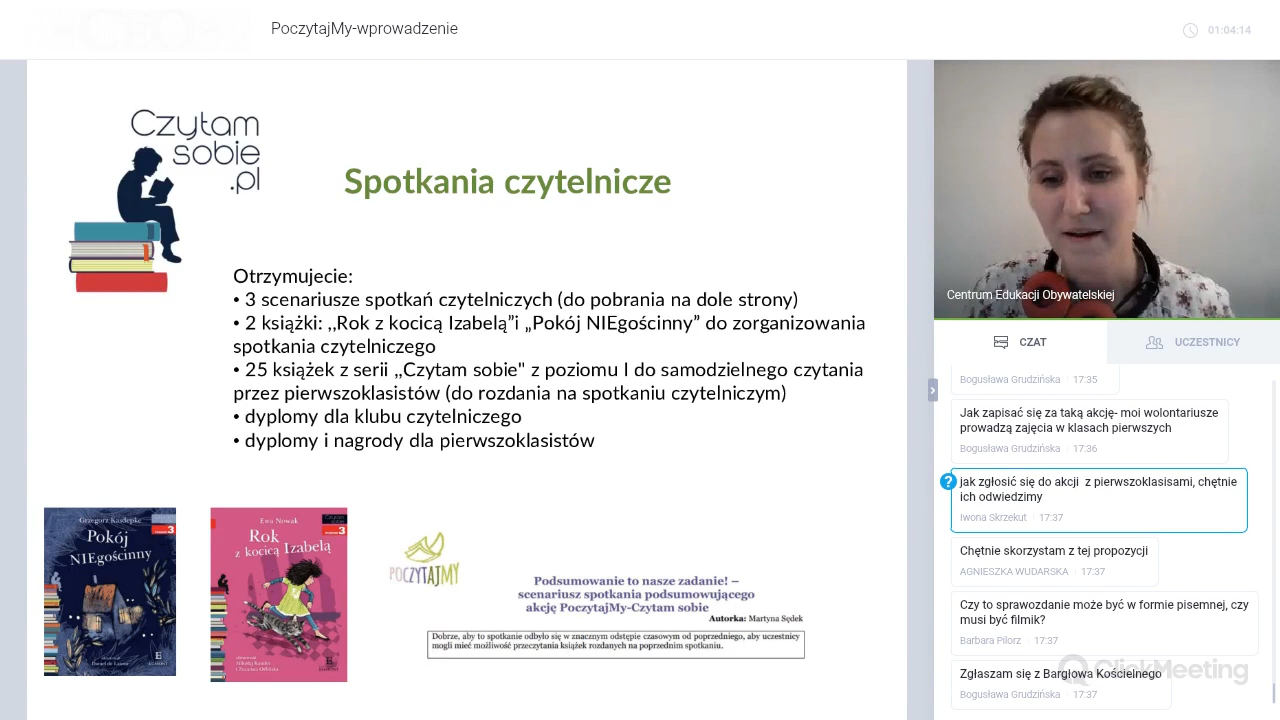 PoczytajMy-wprowadzenie
01:04:14
Czytam
sobie
.pl
Spotkania czytelnicze
Otrzymujecie:
• 3 scenariusze spotkań czytelniczych (do pobrania na dole strony)
• 2 książki: ,,Rok z kocicą Izabelą”i „Pokój NIEgościnny” do zorganizowania
spotkania czytelniczego
• 25 książek z serii ,,Czytam sobie" z poziomu I do samodzielnego czytania
przez pierwszoklasistów (do rozdania na spotkaniu czytelniczym)
• dyplomy dla klubu czytelniczego
• dyplomy i nagrody dla pierwszoklasistów
Grzegorz Kasdepke
Pokój
NIEgościnny
3
EGMONT
Ewa Nowak
Rok
z kocicą Izabelą
3
EGMONT
POCZYTAJMY
Podsumowanie to nasze zadanie! –
scenariusz spotkania podsumowującego
akcję PoczytajMy-Czytam sobie
Autorka: Martyna Sędek
Dobrze, aby to spotkanie odbyło się w znacznym odstępie czasowym od poprzedniego, aby uczestnicy
mogli mieć możliwość przeczytania książek rozdanych na poprzednim spotkaniu.
Centrum Edukacji Obywatelskiej
CZAT
UCZESTNICY
Bogusława Grudzińska 17:35
Jak zapisać się za taką akcję- moi wolontariusze
prowadzą zajęcia w klasach pierwszych
Bogusława Grudzińska 17:36
?
jak zgłosić się do akcji z pierwszoklasisami, chętnie
ich odwiedzimy
Iwona Skrzekut 17:37
Chętnie skorzystam z tej propozycji
AGNIESZKA WUDARSKA 17:37
Czy to sprawozdanie może być w formie pisemnej, czy
musi być filmik?
Barbara Pilorz 17:37
Zgłaszam się z Bargłowa Kościelnego
Bogusława Grudzińska 17:37
ClickMeeting